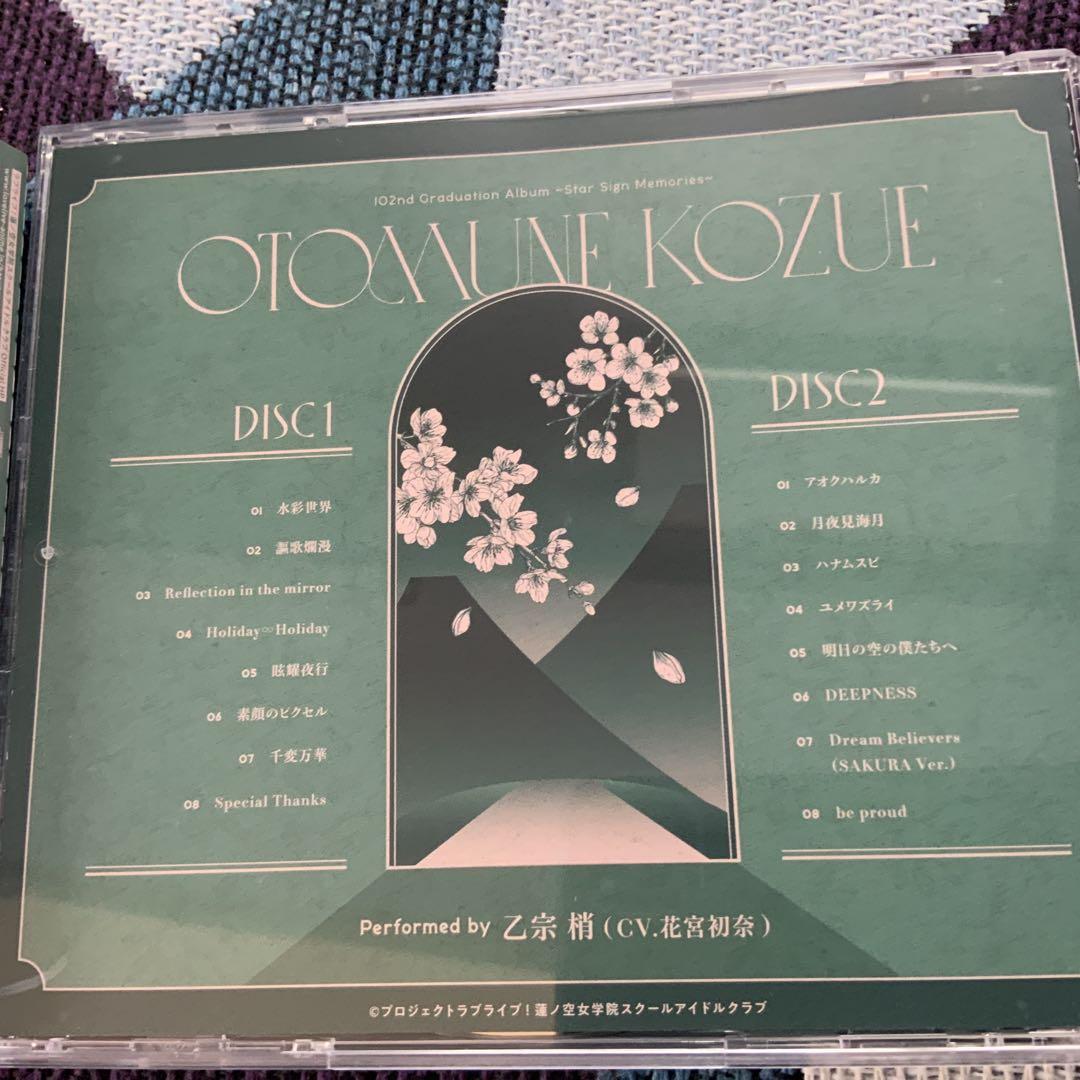 102nd Graduation Album ~Star Sign Memories~
OTOMUNE KOZUE
DISC1
01 水彩世界
02 謳歌爛漫
03 Reflection in the mirror
04 Holiday∞Holiday
05 眩耀夜行
06 素顔のピクセル
07 千変万華
08 Special Thanks
DISC2
01 アオクハルカ
02 月夜見海月
03 ハナムスビ
04 ユメワズライ
05 明日の空の僕たちへ
06 DEEPNESS
07 Dream Believers
(SAKURA Ver.)
08 be proud
Performed by 乙宗 梢 (CV.花宮初奈)
©プロジェクトラブライブ！蓮ノ空女学院スクールアイドルクラブ